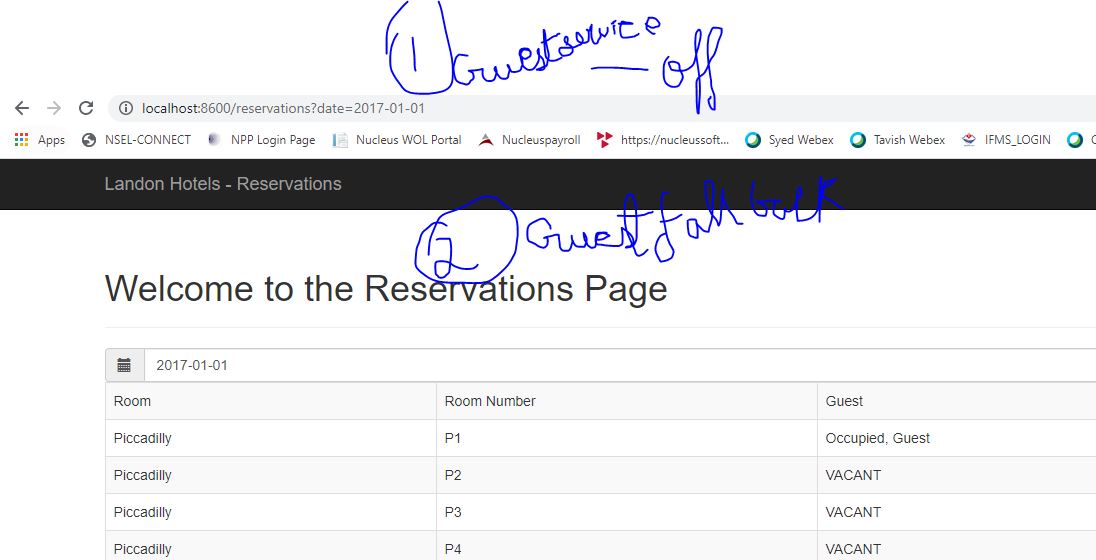 1 Guestservice — off
localhost:8600/reservations?date=2017-01-01
Apps NSEL-CONNECT NPP Login Page Nucleus WOL Portal Nucleuspayroll https://nucleussoft... Syed Webex Tavish Webex IFMS_LOGIN
Landon Hotels - Reservations
2 Guest fall back
Welcome to the Reservations Page
2017-01-01
Room Room Number Guest
Piccadilly P1 Occupied, Guest
Piccadilly P2 VACANT
Piccadilly P3 VACANT
Piccadilly P4 VACANT